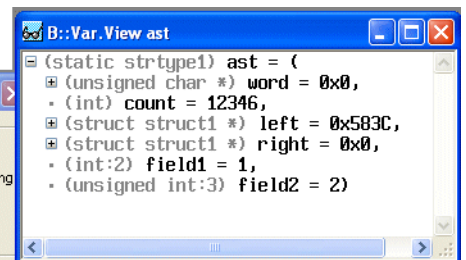 B::Var.View ast
(static strtype1) ast = (
(unsigned char *) word = 0x0,
(int) count = 12346,
(struct struct1 *) left = 0x583C,
(struct struct1 *) right = 0x0,
(int:2) field1 = 1,
(unsigned int:3) field2 = 2)
ng